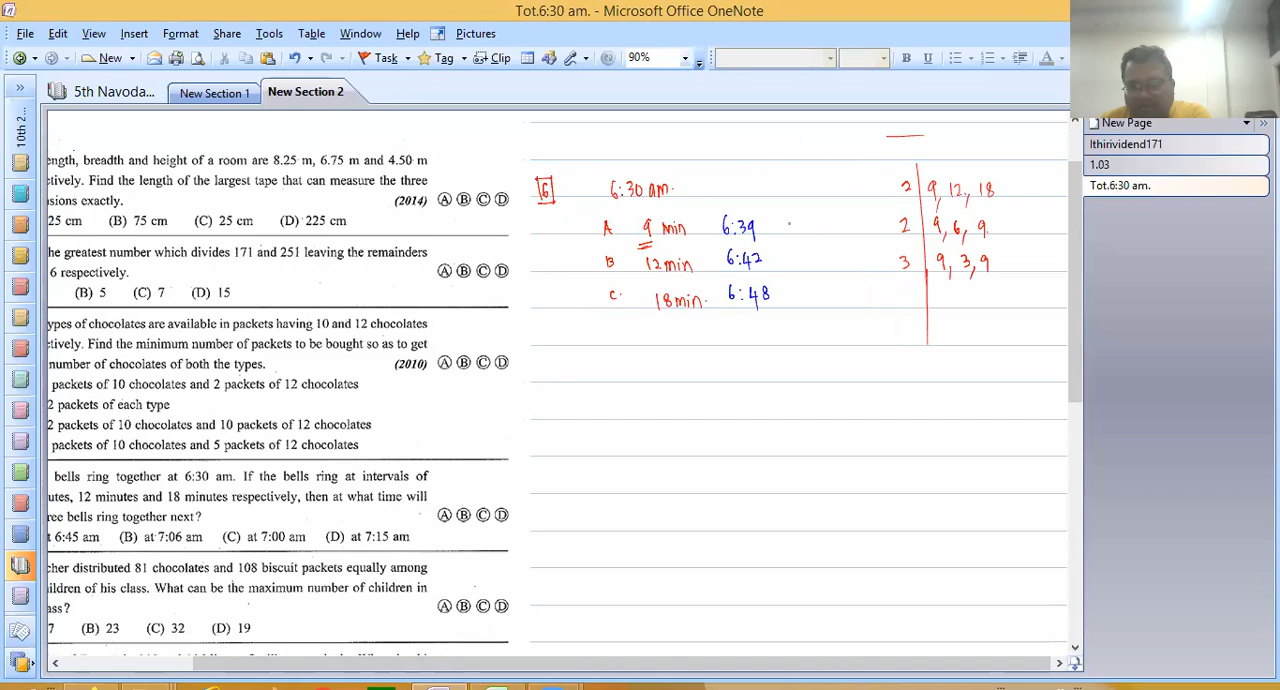 Tot.6:30 am. - Microsoft Office OneNote
File Edit View Insert Format Share Tools Table Window Help Pictures
New Task Tag Clip 90% B U A
5th Navoda... New Section 1 New Section 2
10th 2...
New Page
Ithirividend171
1.03
Tot.6:30 am.
ength, breadth and height of a room are 8.25 m, 6.75 m and 4.50 m
ctively. Find the length of the largest tape that can measure the three
sions exactly. (2014) A B C D
25 cm (B) 75 cm (C) 25 cm (D) 225 cm
he greatest number which divides 171 and 251 leaving the remainders
6 respectively. A B C D
(B) 5 (C) 7 (D) 15
ypes of chocolates are available in packets having 10 and 12 chocolates
tively. Find the minimum number of packets to be bought so as to get
number of chocolates of both the types. (2010) A B C D
packets of 10 chocolates and 2 packets of 12 chocolates
2 packets of each type
2 packets of 10 chocolates and 10 packets of 12 chocolates
packets of 10 chocolates and 5 packets of 12 chocolates
bells ring together at 6:30 am. If the bells ring at intervals of
utes, 12 minutes and 18 minutes respectively, then at what time will
ree bells ring together next? A B C D
t 6:45 am (B) at 7:06 am (C) at 7:00 am (D) at 7:15 am
cher distributed 81 chocolates and 108 biscuit packets equally among
ildren of his class. What can be the maximum number of children in
ass? A B C D
7 (B) 23 (C) 32 (D) 19
6 6:30 am.
A 9 min 6:39
B 12min 6:42
C. 18min. 6:48
2 9, 12, 18
2 9, 6, 9
3 9, 3, 9